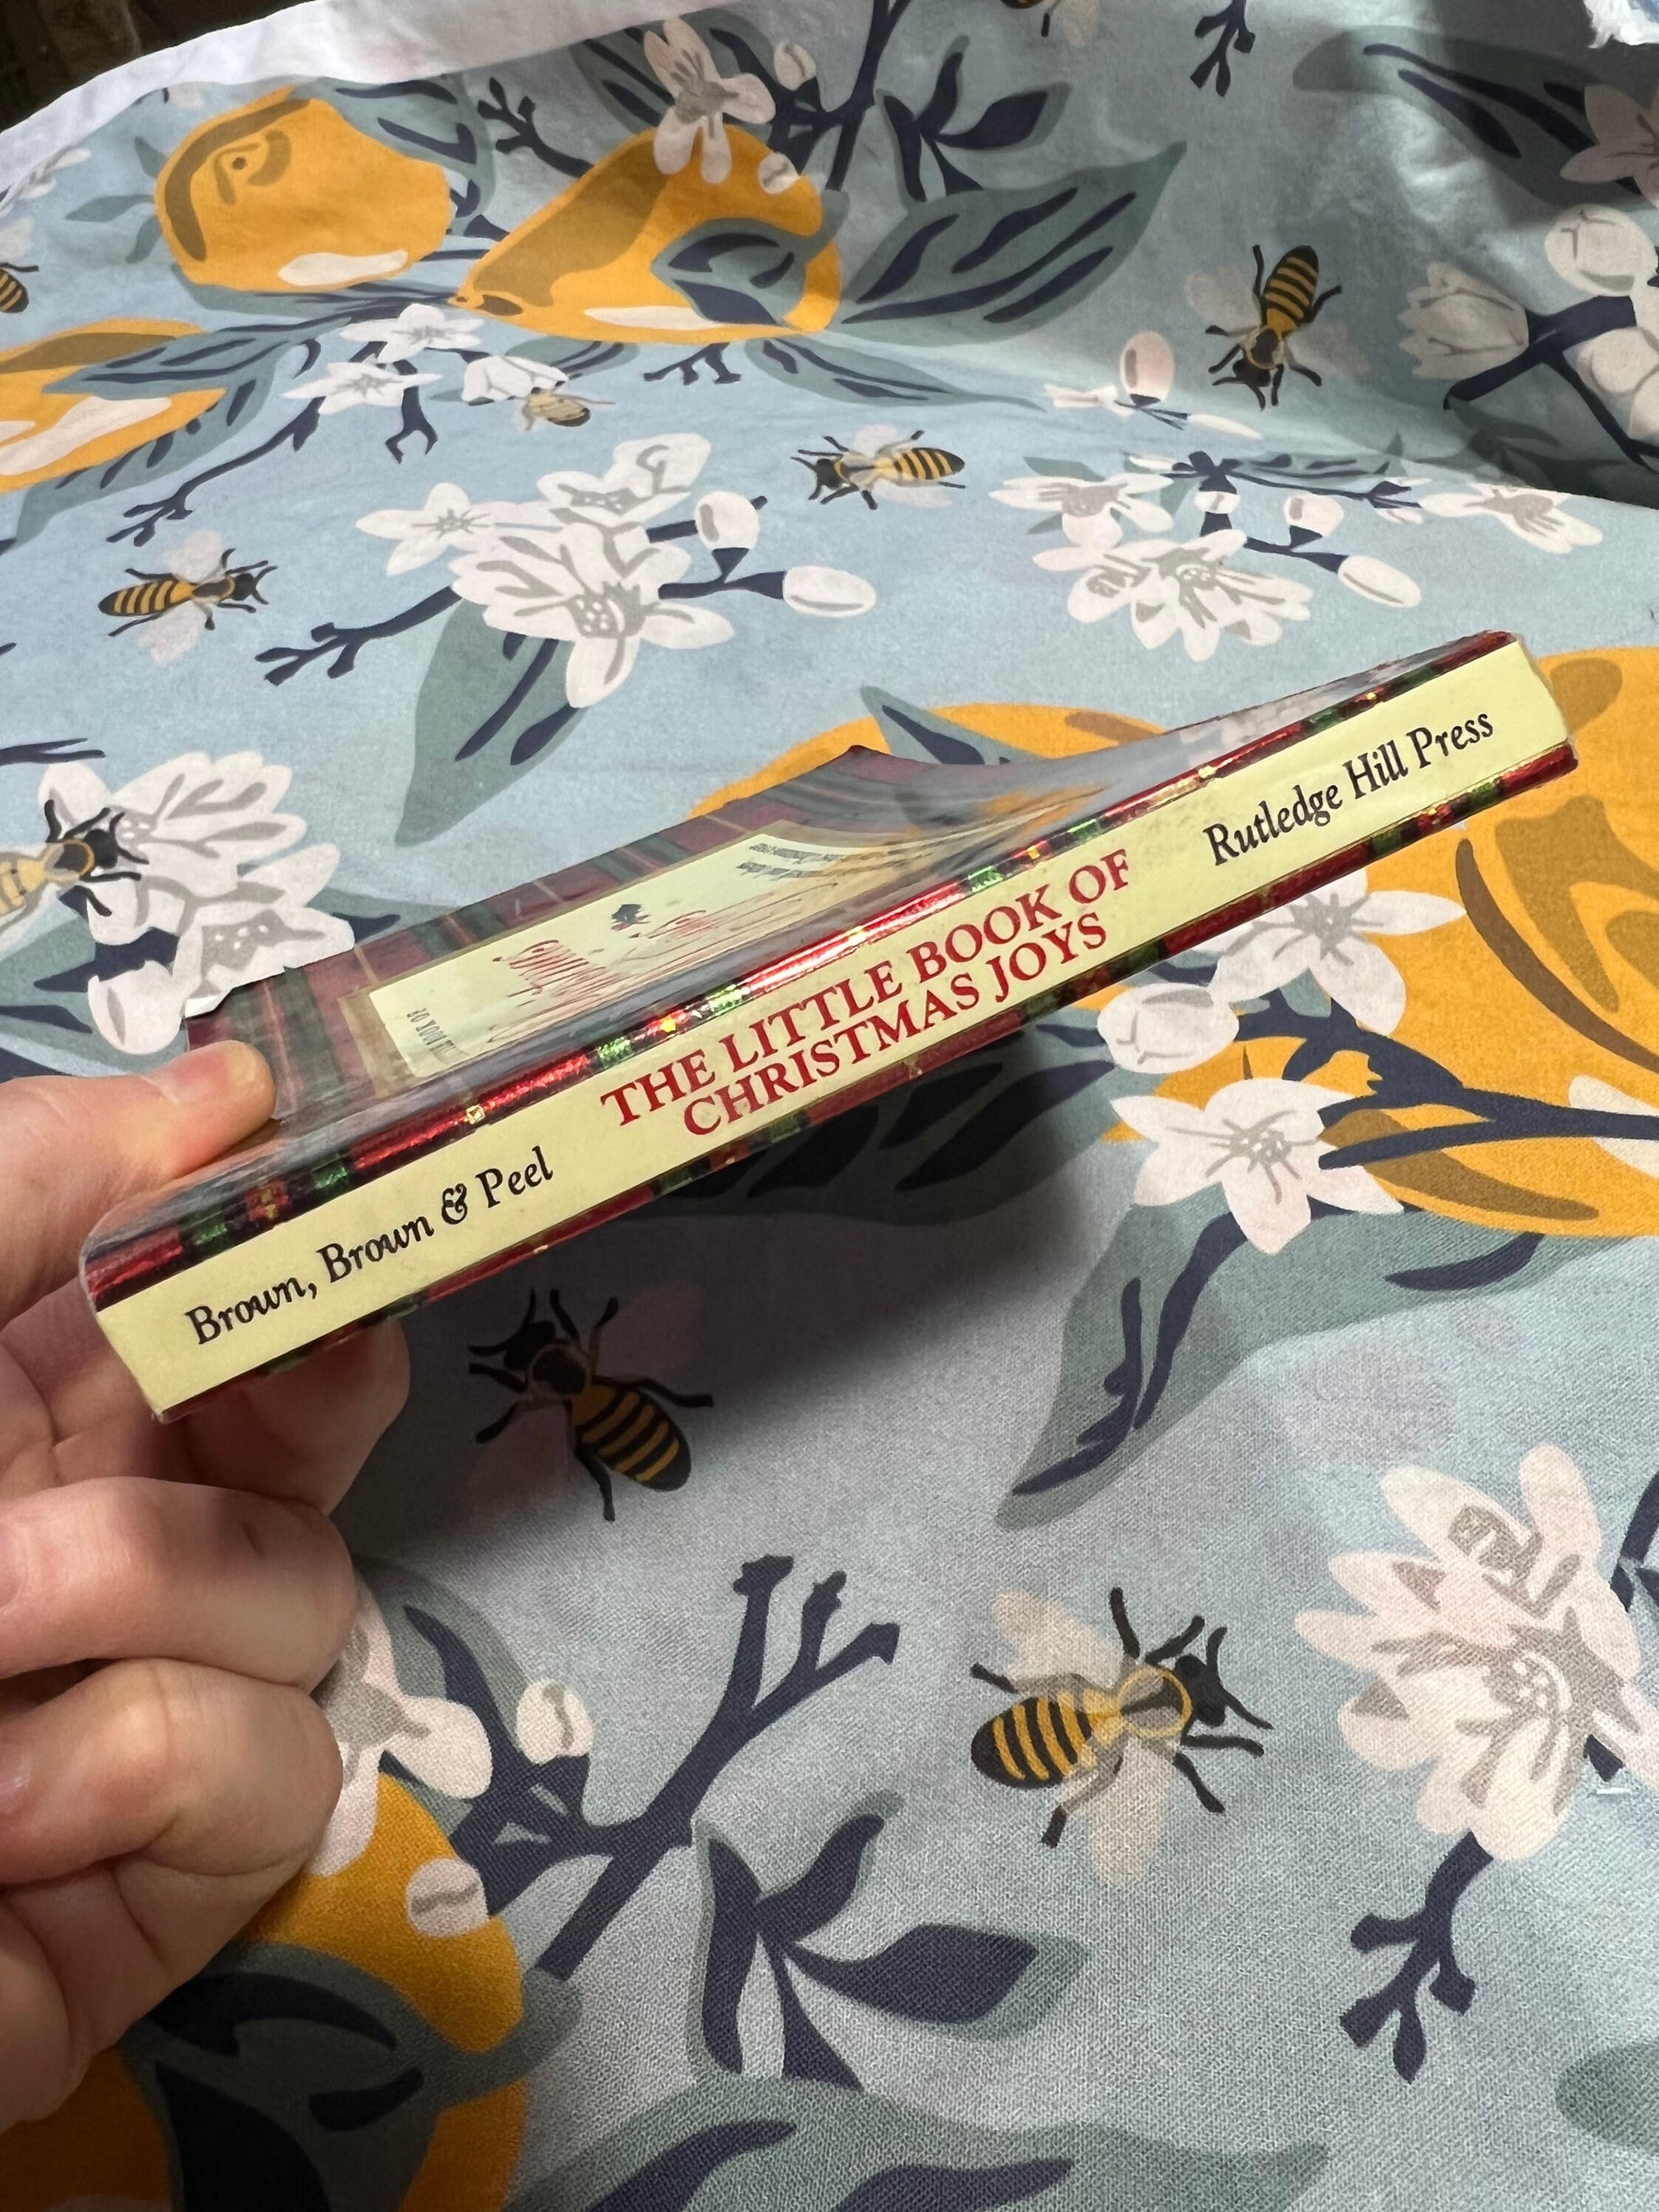 Brown, Brown & Peel
THE LITTLE BOOK OF
CHRISTMAS JOYS
Rutledge Hill Press